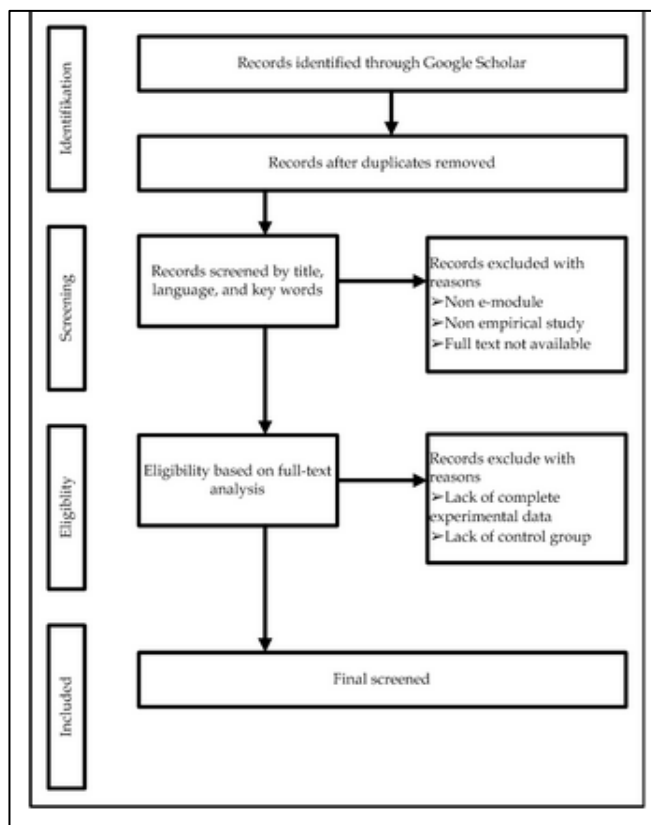 Identifikation
Records identified through Google Scholar
Records after duplicates removed
Screening
Records screened by title,
language, and key words
Records excluded with
reasons
➢Non e-module
➢Non empirical study
➢Full text not available
Eligiblity
Eligibility based on full-text
analysis
Records exclude with
reasons
➢Lack of complete
experimental data
➢Lack of control group
Included
Final screened